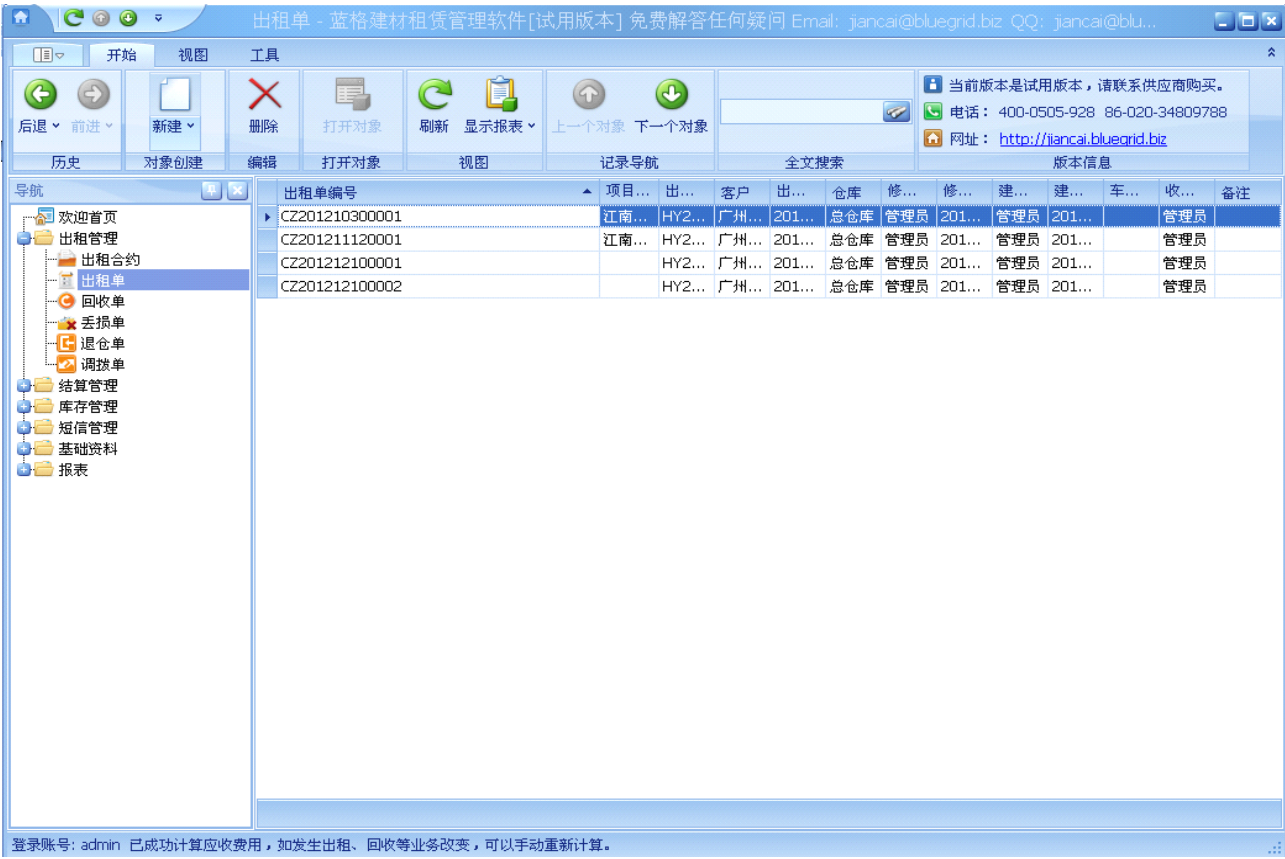 出租单 - 蓝格建材租赁管理软件[试用版本] 免费解答任何疑问 Email: jiancai@bluegrid.biz QQ: jiancai@blu...
开始 视图 工具
后退 前进 新建 删除 打开对象 刷新 显示报表 上一个对象 下一个对象
当前版本是试用版本，请联系供应商购买。
电话： 400-0505-928 86-020-34809788
网址： http://jiancai.bluegrid.biz
历史 对象创建 编辑 打开对象 视图 记录导航 全文搜索 版本信息
导航
欢迎首页
出租管理
出租合约
出租单
回收单
丢损单
退仓单
调拨单
结算管理
库存管理
短信管理
基础资料
报表
出租单编号 项目... 出... 客户 出... 仓库 修... 修... 建... 建... 车... 收... 备注
CZ201210300001 江南... HY2... 广州... 201... 总仓库 管理员 201... 管理员 201... 管理员
CZ201211120001 江南... HY2... 广州... 201... 总仓库 管理员 201... 管理员 201... 管理员
CZ201212100001 HY2... 广州... 201... 总仓库 管理员 201... 管理员 201... 管理员
CZ201212100002 HY2... 广州... 201... 总仓库 管理员 201... 管理员 201... 管理员
登录账号: admin 已成功计算应收费用，如发生出租、回收等业务改变，可以手动重新计算。